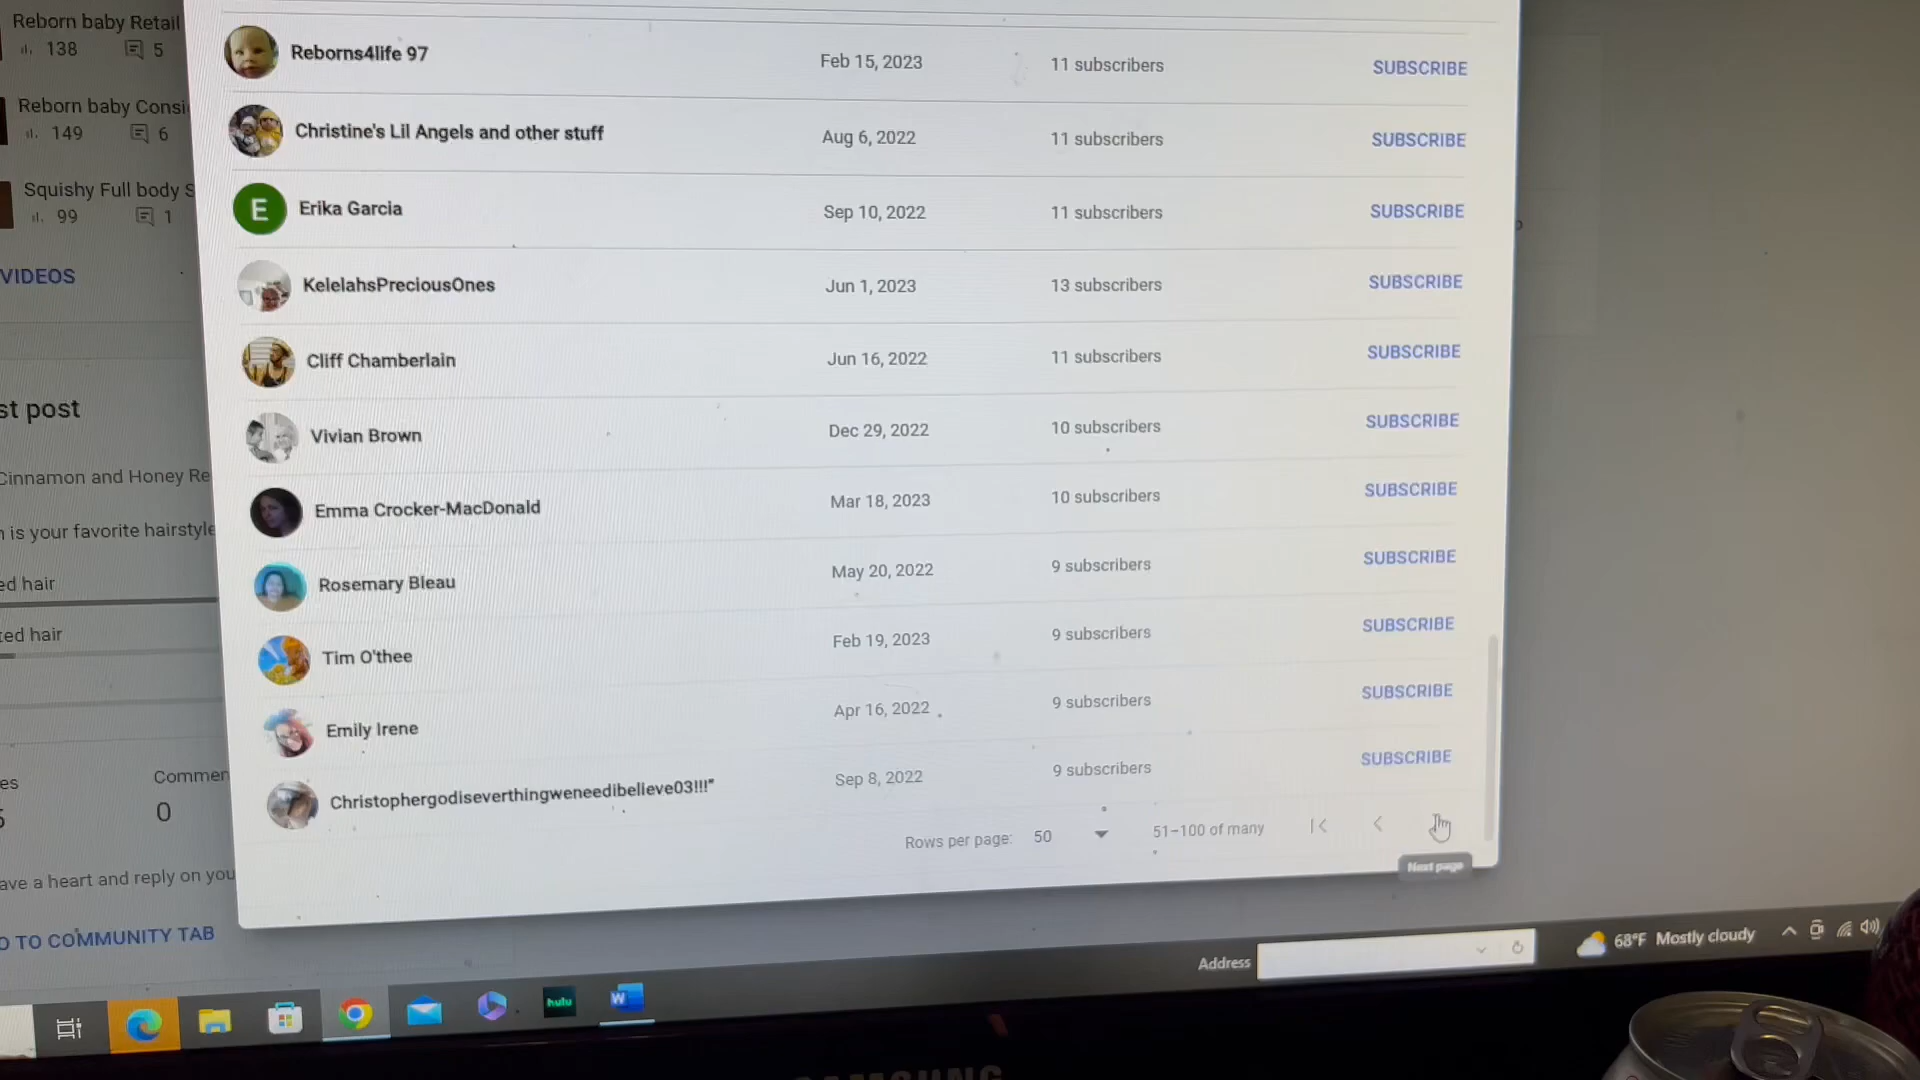 Reborn baby Retail
138 5
Reborn baby Consi
149 6
Squishy Full body S
99 1
VIDEOS
st post
Cinnamon and Honey Re
is your favorite hairstyle
ed hair
ted hair
es
Commen
0
ave a heart and reply on you
O TO COMMUNITY TAB
Reborns4life 97 Feb 15, 2023 11 subscribers SUBSCRIBE
Christine's Lil Angels and other stuff Aug 6, 2022 11 subscribers SUBSCRIBE
E Erika Garcia Sep 10, 2022 11 subscribers SUBSCRIBE
KelelahsPreciousOnes Jun 1, 2023 13 subscribers SUBSCRIBE
Cliff Chamberlain Jun 16, 2022 11 subscribers SUBSCRIBE
Vivian Brown Dec 29, 2022 10 subscribers SUBSCRIBE
Emma Crocker-MacDonald Mar 18, 2023 10 subscribers SUBSCRIBE
Rosemary Bleau May 20, 2022 9 subscribers SUBSCRIBE
Tim O'thee Feb 19, 2023 9 subscribers SUBSCRIBE
Emily Irene Apr 16, 2022 9 subscribers SUBSCRIBE
Christophergodiseverthingweneedibelieve03!!!" Sep 8, 2022 9 subscribers SUBSCRIBE
Rows per page: 50 51–100 of many
Next page
Address
68°F Mostly cloudy
hulu
W
SAMSUNG